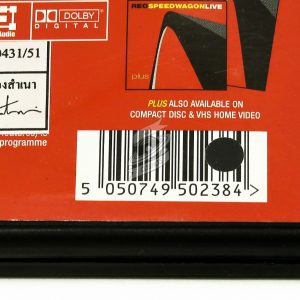 REO SPEEDWAGON LIVE
DOLBY
DIGITAL
Audio
0431/51
plus
PLUS ALSO AVAILABLE ON
COMPACT DISC & VHS HOME VIDEO
programme
5 050749 502384 >